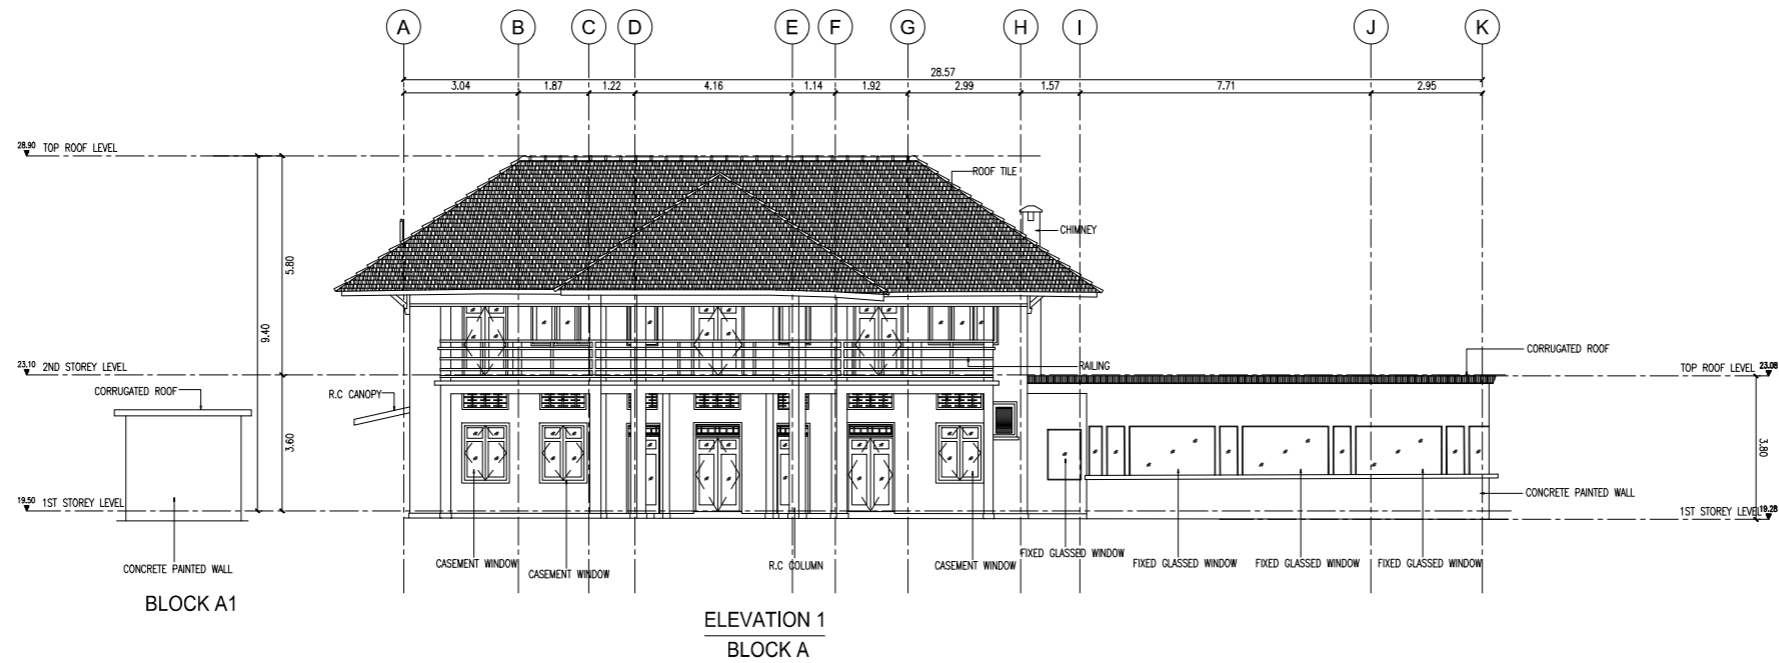 A B C D E F G H I J K
28.57
3.04 1.87 1.22 4.16 1.14 1.92 2.99 1.57 7.71 2.95
28.90 TOP ROOF LEVEL
ROOF TILE
CHIMNEY
5.80
9.40
CORRUGATED ROOF
23.10 2ND STOREY LEVEL
RAILING
TOP ROOF LEVEL 23.08
CORRUGATED ROOF
R.C CANOPY
3.60
3.80
CONCRETE PAINTED WALL
19.50 1ST STOREY LEVEL
1ST STOREY LEVEL 19.28
FIXED GLASSED WINDOW
CONCRETE PAINTED WALL
CASEMENT WINDOW
CASEMENT WINDOW
R.C COLUMN
CASEMENT WINDOW
FIXED GLASSED WINDOW
FIXED GLASSED WINDOW
FIXED GLASSED WINDOW
BLOCK A1
ELEVATION 1
BLOCK A